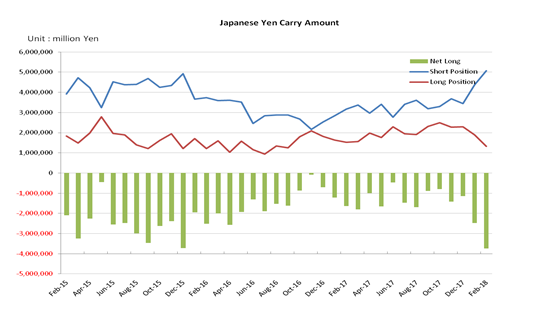 Japanese Yen Carry Amount
Unit : million Yen
6,000,000
5,000,000
4,000,000
3,000,000
2,000,000
1,000,000
0
-1,000,000
-2,000,000
-3,000,000
-4,000,000
-5,000,000
Net Long
Short Position
Long Position
Feb-15
Apr-15
Jun-15
Aug-15
Oct-15
Dec-15
Feb-16
Apr-16
Jun-16
Aug-16
Oct-16
Dec-16
Feb-17
Apr-17
Jun-17
Aug-17
Oct-17
Dec-17
Feb-18